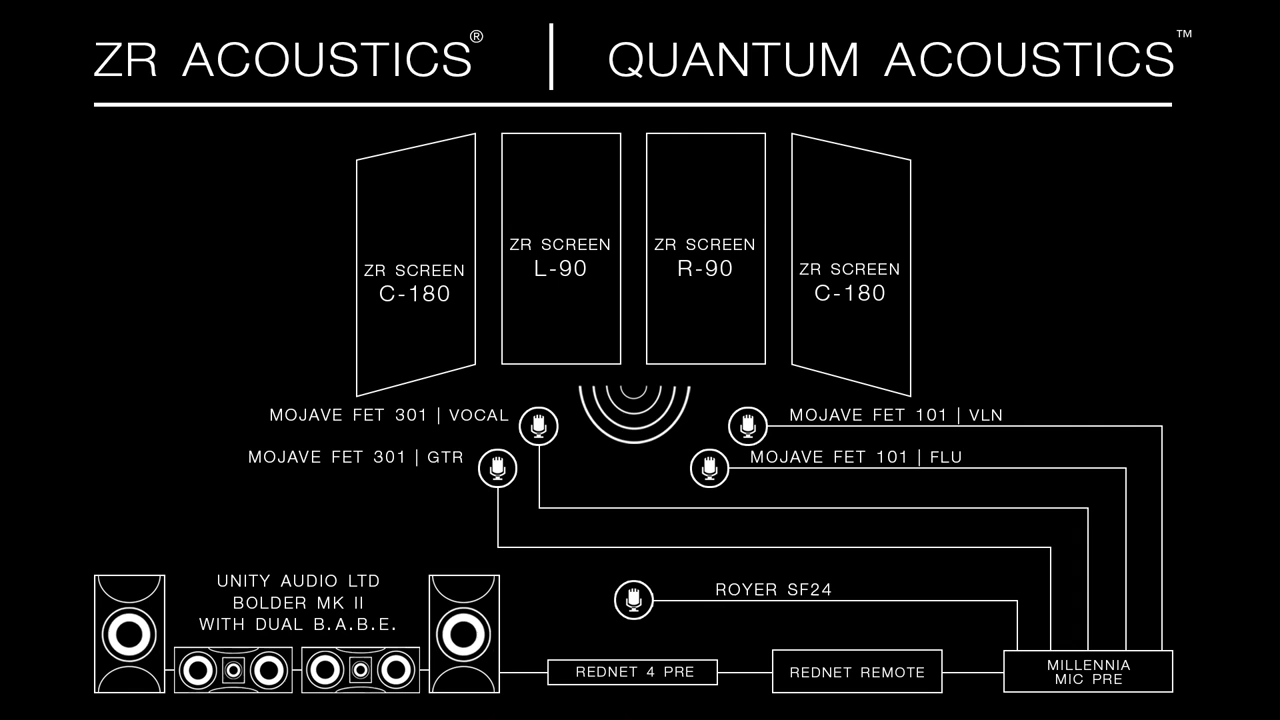 ZR ACOUSTICS® | QUANTUM ACOUSTICS™
ZR SCREEN
C-180
ZR SCREEN
L-90
ZR SCREEN
R-90
ZR SCREEN
C-180
MOJAVE FET 301 | VOCAL
MOJAVE FET 101 | VLN
MOJAVE FET 301 | GTR
MOJAVE FET 101 | FLU
UNITY AUDIO LTD
BOLDER MK II
WITH DUAL B.A.B.E.
ROYER SF24
REDNET 4 PRE
REDNET REMOTE
MILLENNIA
MIC PRE